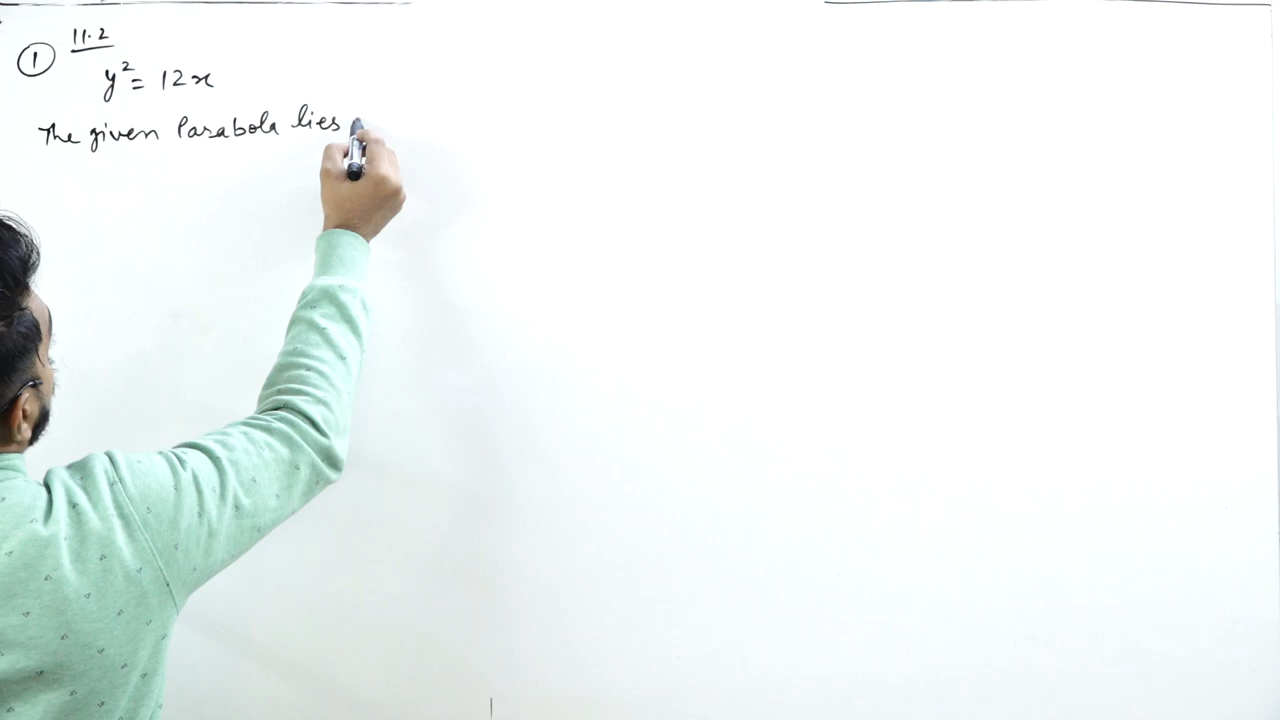 11.2
① y² = 12x
The given Parabola lies